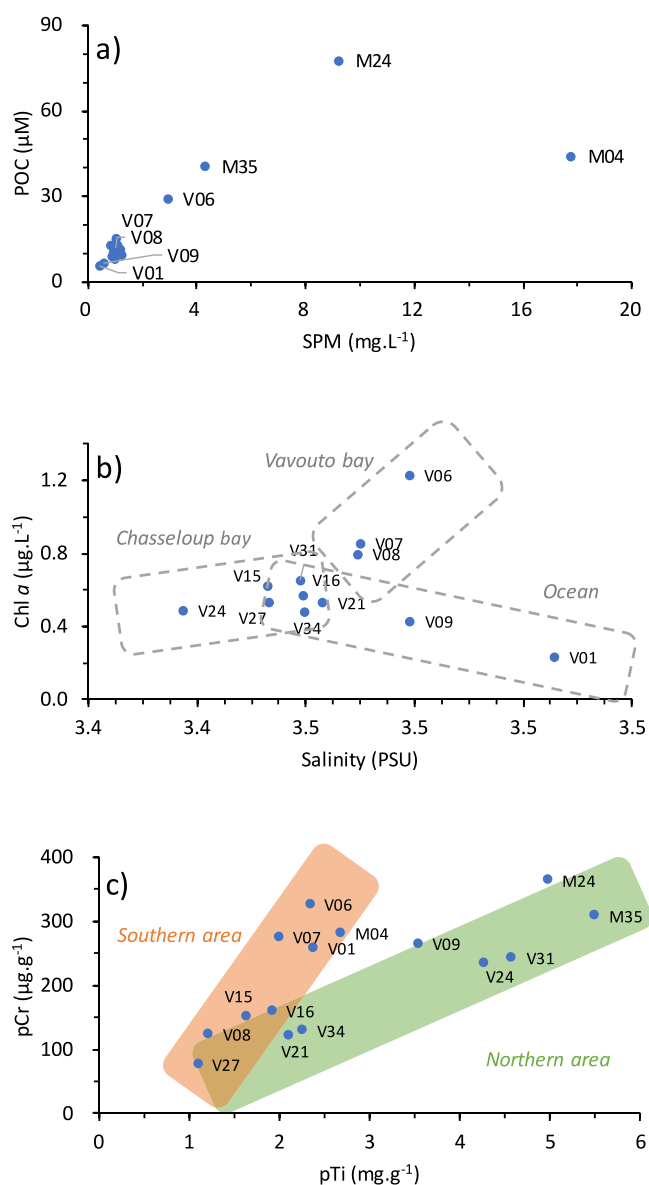 a)
90
60
30
0
POC (µM)
M24
M04
M35
V06
V07
V08
V09
V01
0 4 8 12 16 20
SPM (mg.L-1)
b)
1.2
0.8
0.4
0.0
Chl a (µg.L-1)
Vavouto bay
V06
Chasseloup bay
V07
V31
V08
V15
V16
Ocean
V24
V27
V21
V34
V09
V01
3.4 3.4 3.5 3.5 3.5 3.5
Salinity (PSU)
c)
400
300
200
100
0
pCr (µg.g-1)
M24
V06
M35
Southern area
V07
M04
V01
V09
V31
V24
V15
V16
V08
V34
V21
V27
Northern area
0 1 2 3 4 5 6
pTi (mg.g-1)